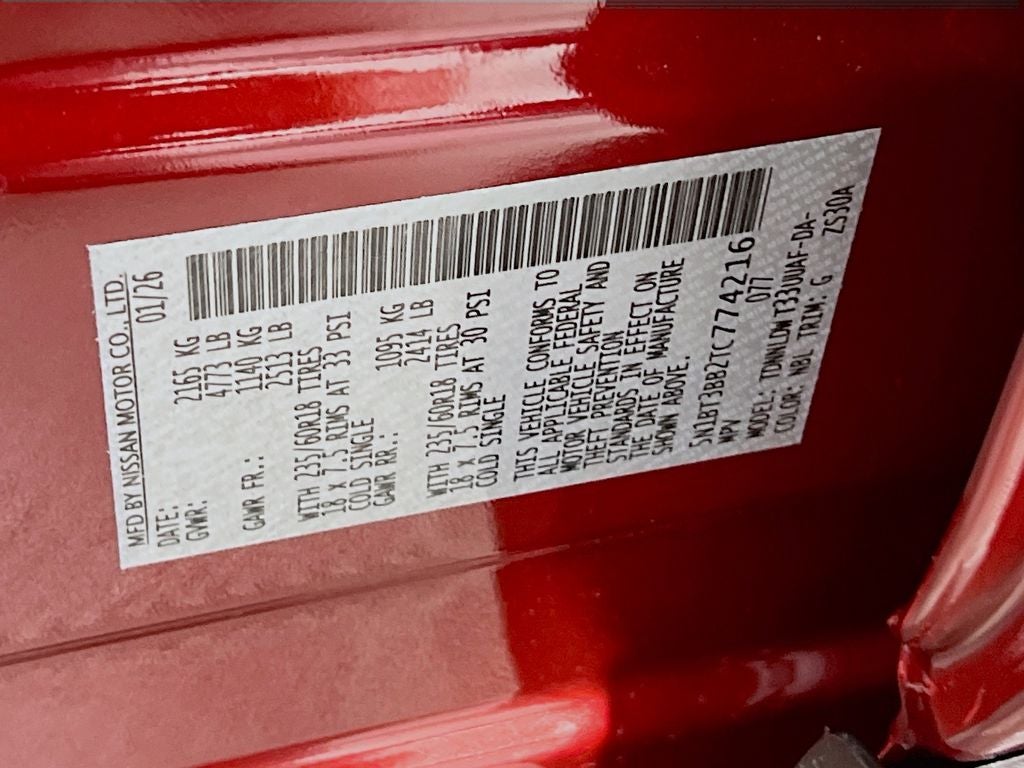 MFD BY NISSAN MOTOR CO., LTD.
DATE: 01/26
GVWR: 2165 KG
4773 LB
GAWR FR.: 1140 KG
2513 LB
WITH 235/60R18 TIRES
18 X 7.5 RIMS AT 33 PSI
COLD SINGLE
GAWR RR.: 1095 KG
2414 LB
WITH 235/60R18 TIRES
18 X 7.5 RIMS AT 30 PSI
COLD SINGLE
THIS VEHICLE CONFORMS TO
ALL APPLICABLE FEDERAL
MOTOR VEHICLE SAFETY AND
THEFT PREVENTION
STANDARDS IN EFFECT ON
THE DATE OF MANUFACTURE
SHOWN ABOVE.
5N1BT3BB2TC774216
MPV 077
MODEL: TDNNLDWT33UUAF-DA-
COLOR: NBL TRIM: G ZS30A